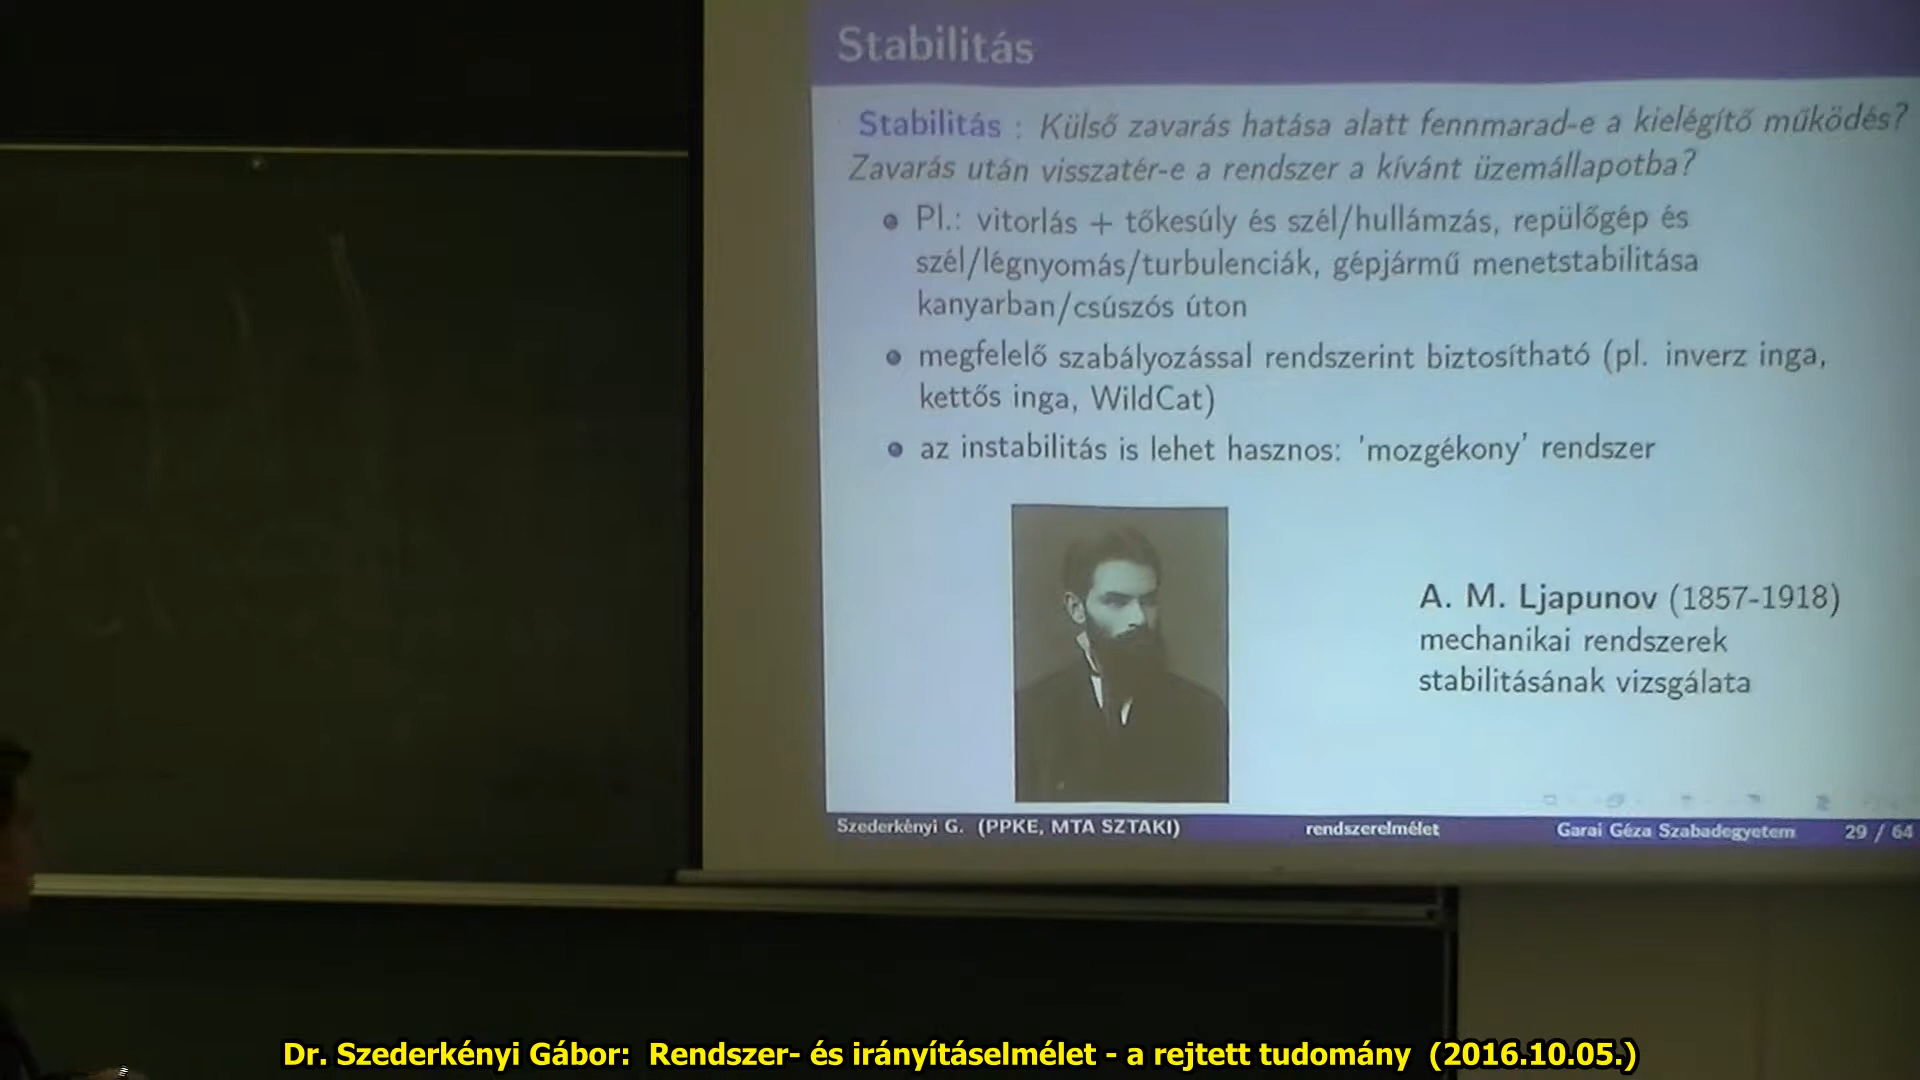 Stabilitás
Stabilitás : Külső zavarás hatása alatt fennmarad-e a kielégítő működés?
Zavarás után visszatér-e a rendszer a kívánt üzemállapotba?
Pl.: vitorlás + tőkesúly és szél/hullámzás, repülőgép és
szél/légnyomás/turbulenciák, gépjármű menetstabilitása
kanyarban/csúszós úton
megfelelő szabályozással rendszerint biztosítható (pl. inverz inga,
kettős inga, WildCat)
az instabilitás is lehet hasznos: 'mozgékony' rendszer
A. M. Ljapunov (1857-1918)
mechanikai rendszerek
stabilitásának vizsgálata
Szederkényi G. (PPKE, MTA SZTAKI) rendszerelmélet Garai Géza Szabadegyetem 29 / 64
Dr. Szederkényi Gábor: Rendszer- és irányításelmélet - a rejtett tudomány (2016.10.05.)